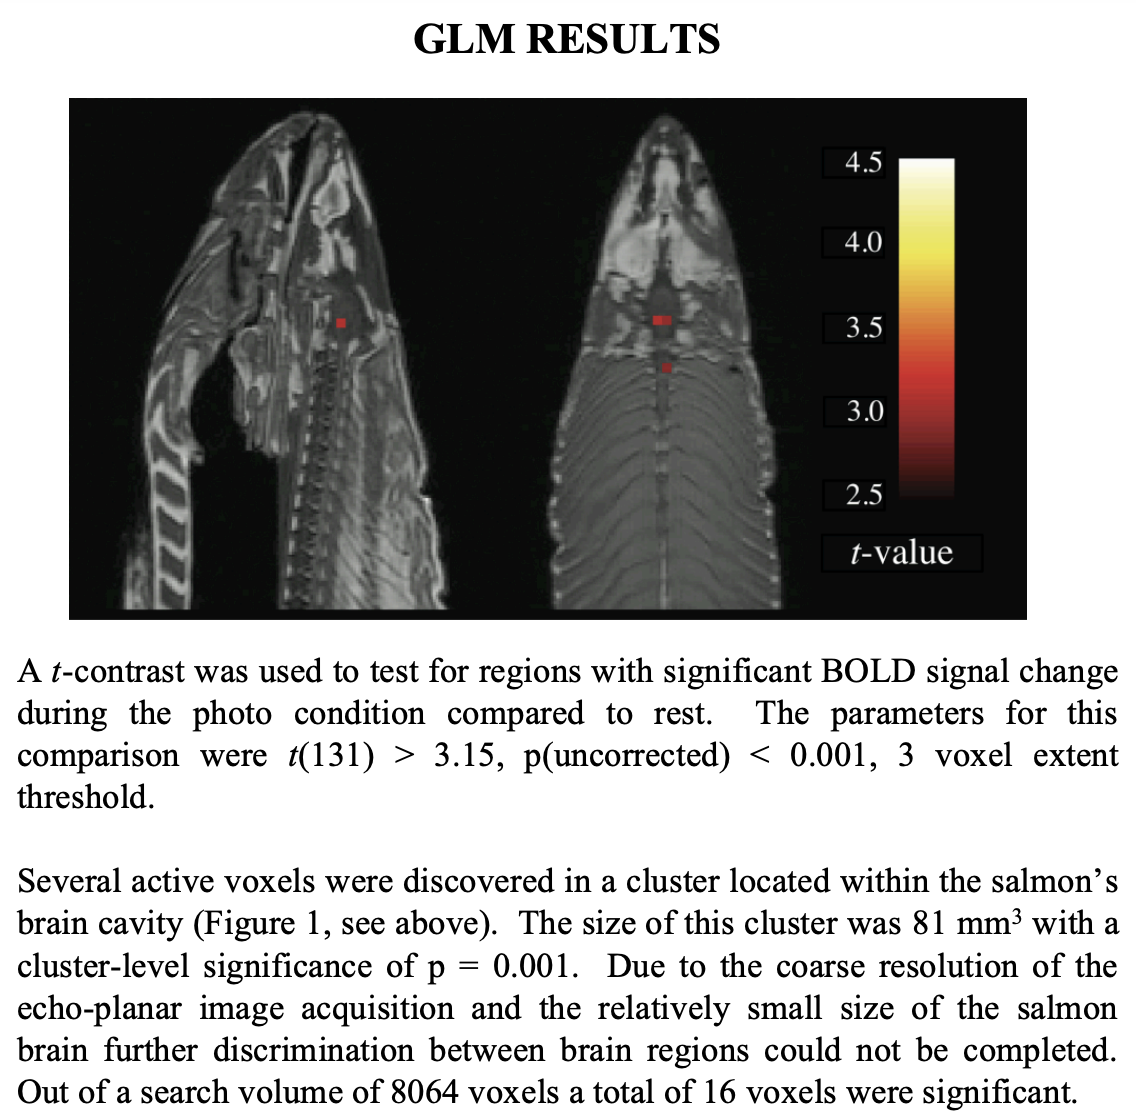 GLM RESULTS
4.5
4.0
3.5
3.0
2.5
t-value
A t-contrast was used to test for regions with significant BOLD signal change
during the photo condition compared to rest. The parameters for this
comparison were t(131) > 3.15, p(uncorrected) < 0.001, 3 voxel extent
threshold.
Several active voxels were discovered in a cluster located within the salmon’s
brain cavity (Figure 1, see above). The size of this cluster was 81 mm³ with a
cluster-level significance of p = 0.001. Due to the coarse resolution of the
echo-planar image acquisition and the relatively small size of the salmon
brain further discrimination between brain regions could not be completed.
Out of a search volume of 8064 voxels a total of 16 voxels were significant.